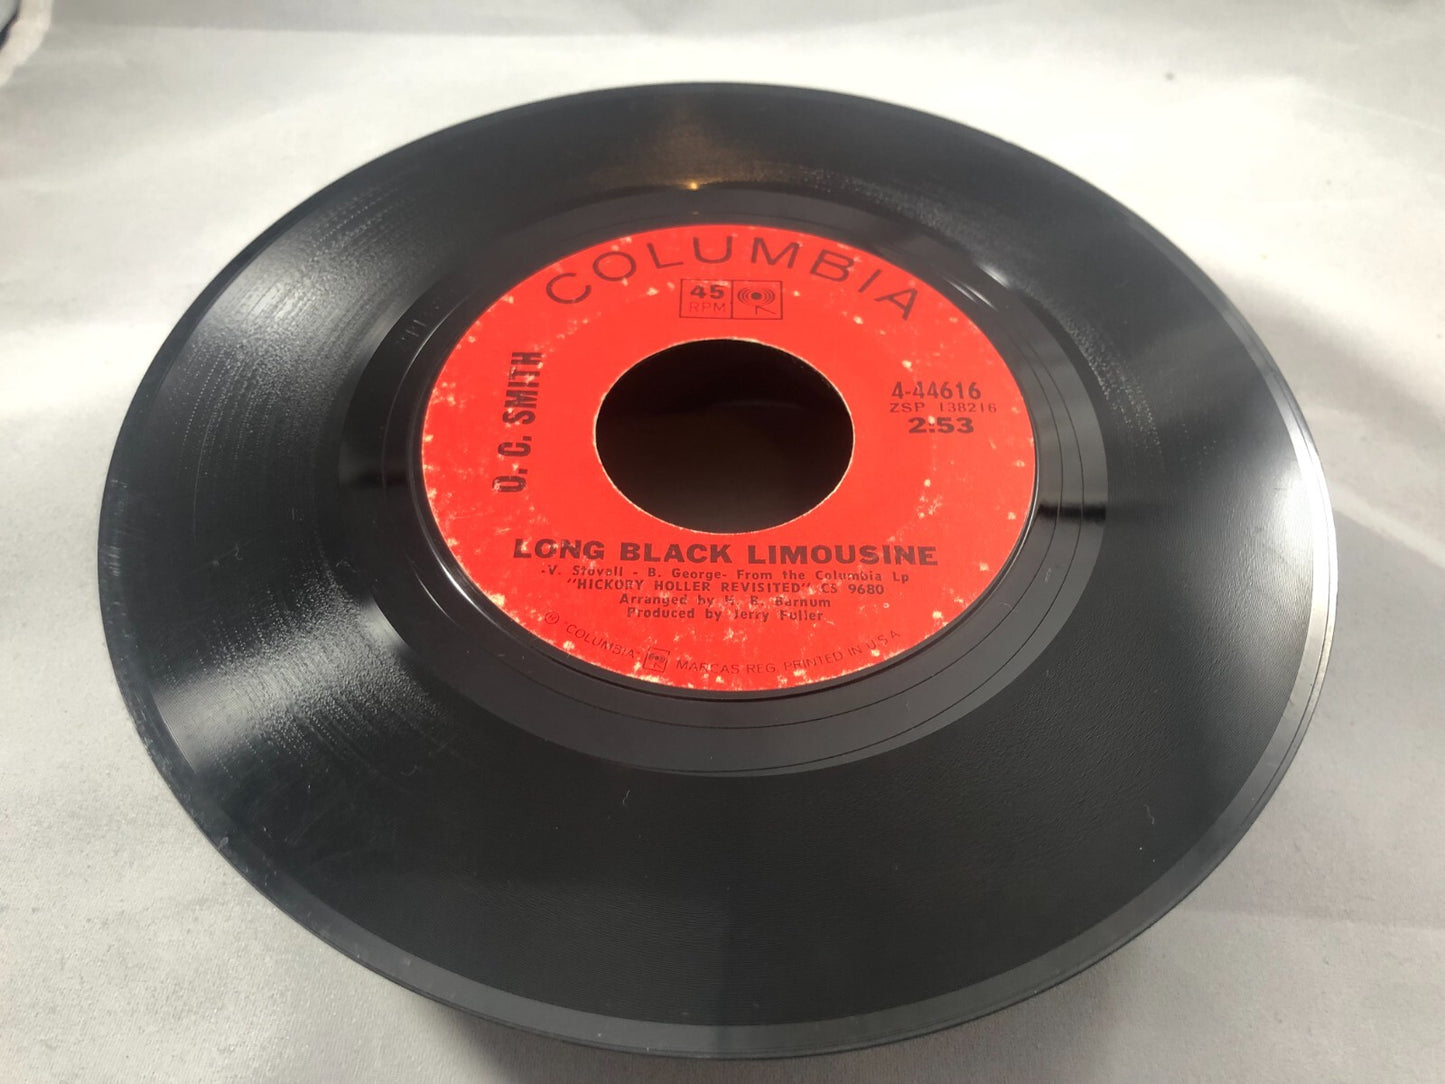 COLUMBIA
45
RPM
O. C. SMITH
4-44616
ZSP 138216
2:53
LONG BLACK LIMOUSINE
-V. Stovall - B. George- From the Columbia Lp
"HICKORY HOLLER REVISITED" CS 9680
Arranged by H. B. Barnum
Produced by Jerry Fuller
"COLUMBIA" MARCAS REG. PRINTED IN U.S.A.